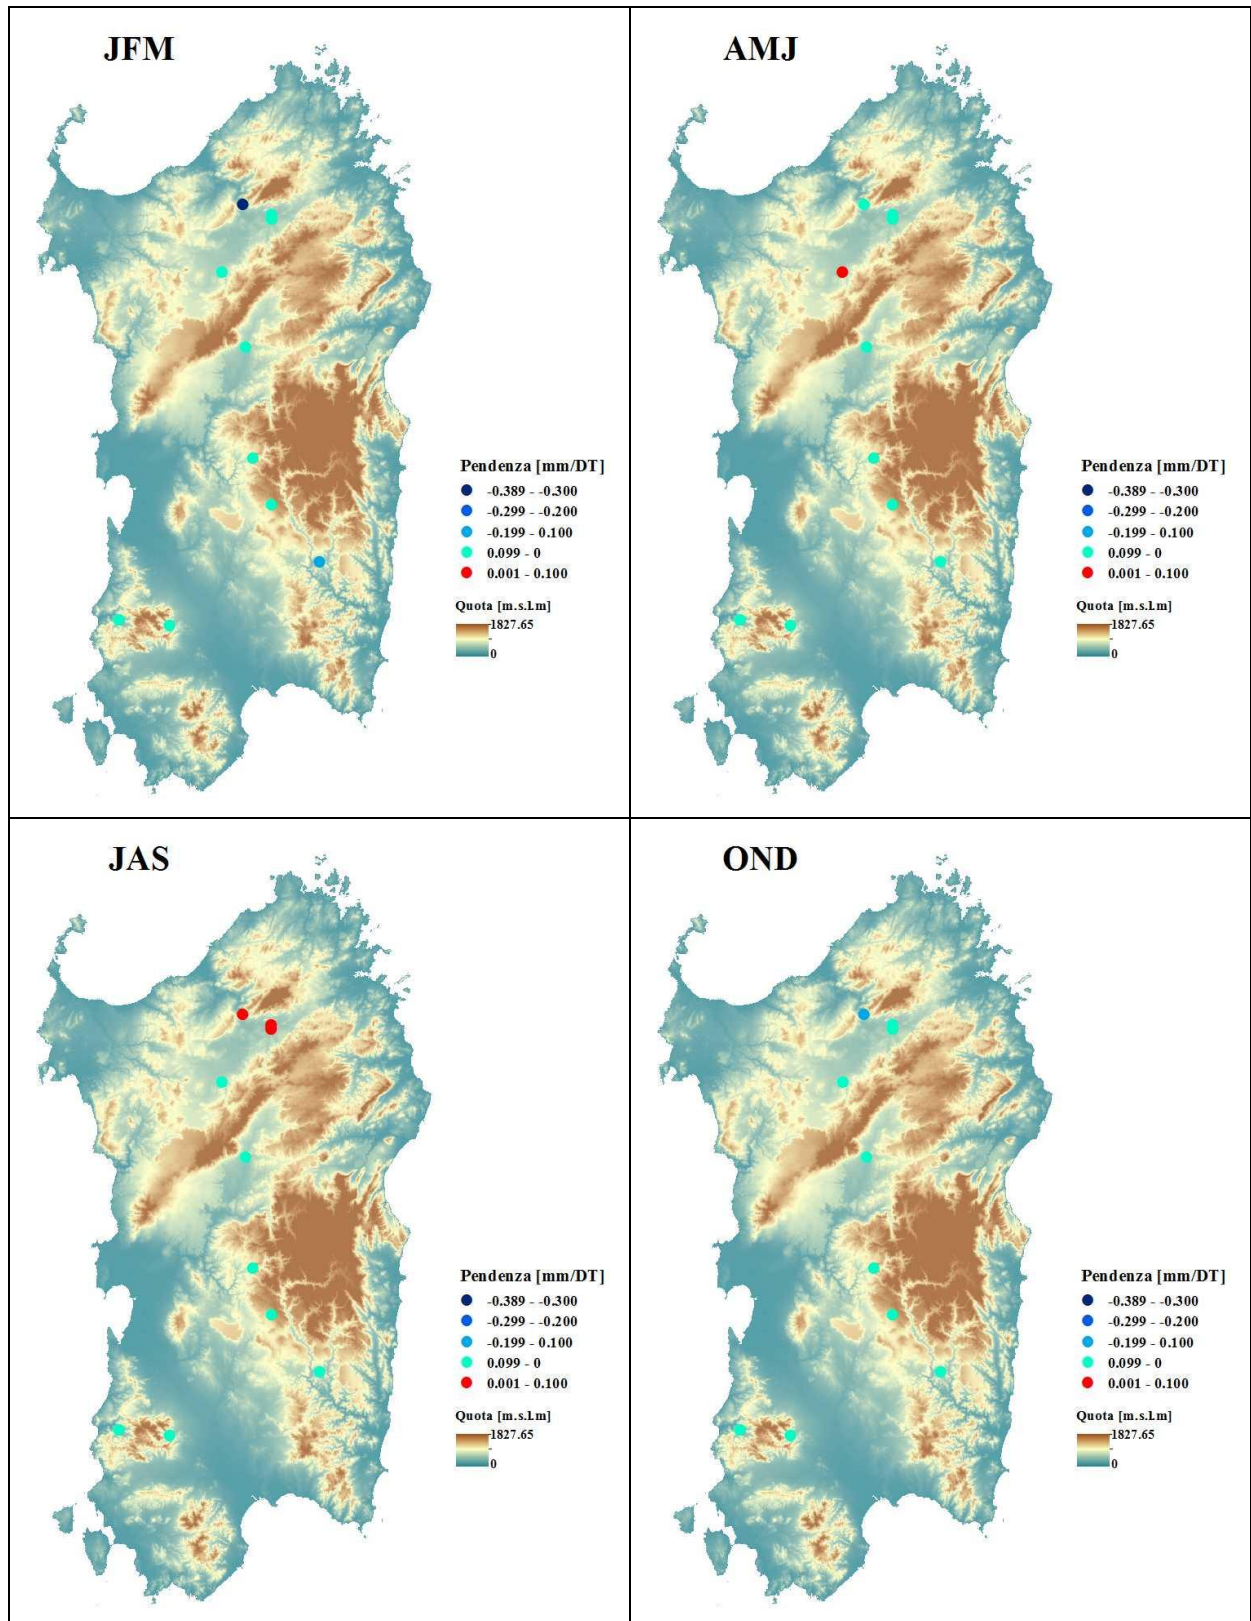 JFM
Pendenza [mm/DT]
-0.389 - -0.300
-0.299 - -0.200
-0.199 - 0.100
0.099 - 0
0.001 - 0.100
Quota [m.s.l.m]
1827.65
0
AMJ
Pendenza [mm/DT]
-0.389 - -0.300
-0.299 - -0.200
-0.199 - 0.100
0.099 - 0
0.001 - 0.100
Quota [m.s.l.m]
1827.65
0
JAS
Pendenza [mm/DT]
-0.389 - -0.300
-0.299 - -0.200
-0.199 - 0.100
0.099 - 0
0.001 - 0.100
Quota [m.s.l.m]
1827.65
0
OND
Pendenza [mm/DT]
-0.389 - -0.300
-0.299 - -0.200
-0.199 - 0.100
0.099 - 0
0.001 - 0.100
Quota [m.s.l.m]
1827.65
0